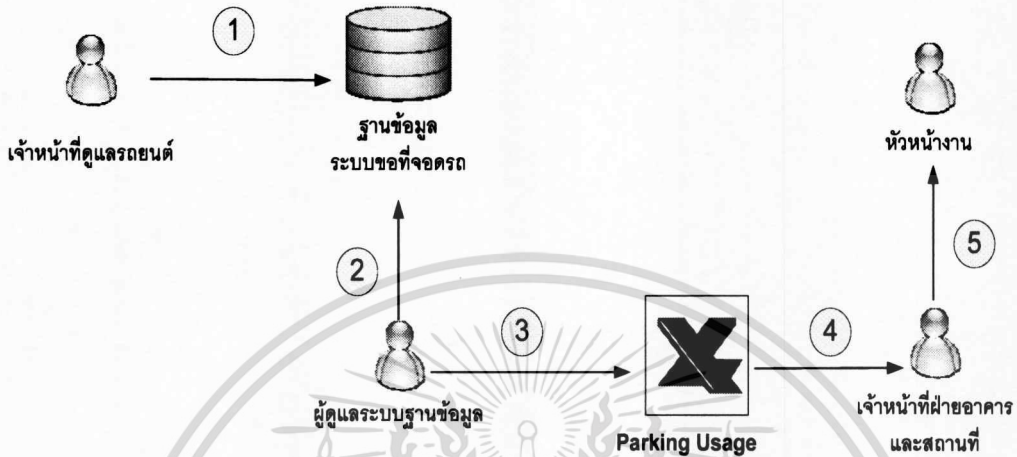 1
เจ้าหน้าที่ดูแลรถยนต์
ฐานข้อมูล
ระบบขอที่จอดรถ
หัวหน้างาน
2
5
3
4
ผู้ดูแลระบบฐานข้อมูล
Parking Usage
เจ้าหน้าที่ฝ่ายอาคาร
และสถานที่